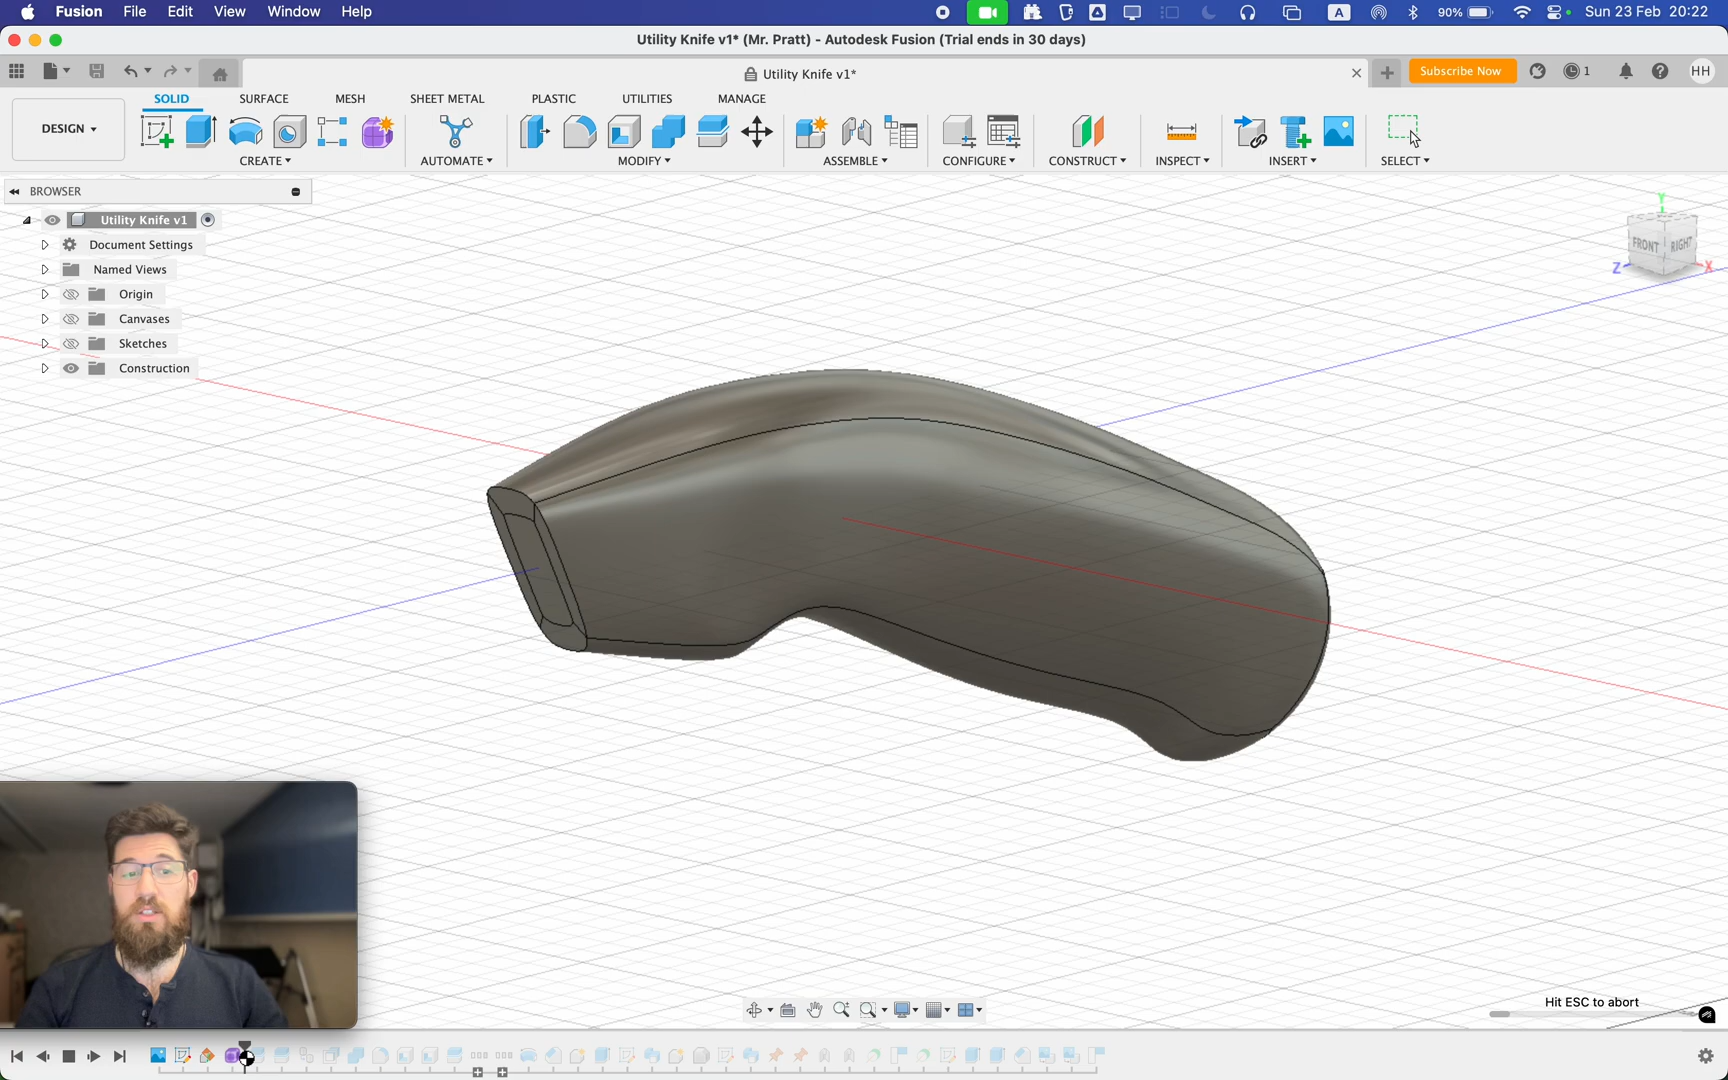 Fusion File Edit View Window Help
A
90%
Sun 23 Feb 20:22
Utility Knife v1* (Mr. Pratt) - Autodesk Fusion (Trial ends in 30 days)
Utility Knife v1*
Subscribe Now
1
HH
DESIGN
SOLID SURFACE MESH SHEET METAL PLASTIC UTILITIES MANAGE
CREATE AUTOMATE MODIFY ASSEMBLE CONFIGURE CONSTRUCT INSPECT INSERT SELECT
BROWSER
Utility Knife v1
Document Settings
Named Views
Origin
Canvases
Sketches
Construction
Y
FRONT RIGHT
Z X
Hit ESC to abort